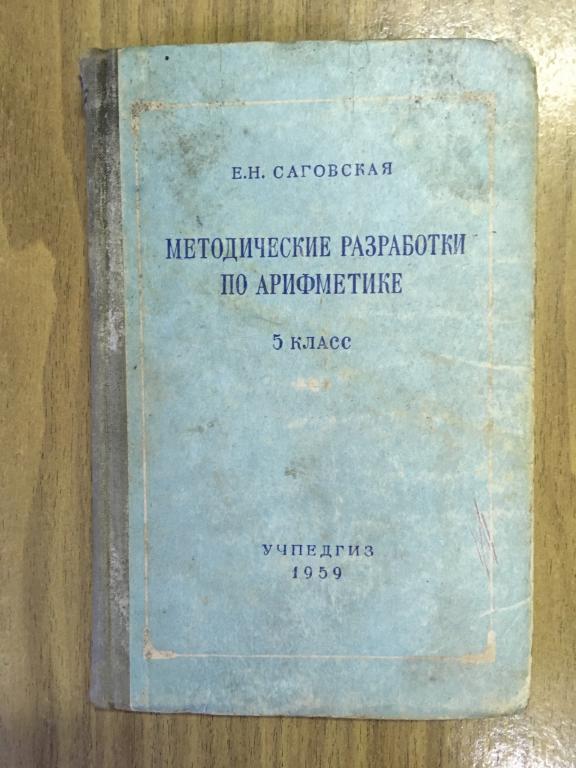 Е.Н. САГОВСКАЯ
МЕТОДИЧЕСКИЕ РАЗРАБОТКИ
ПО АРИФМЕТИКЕ
5 КЛАСС
УЧПЕДГИЗ
1959